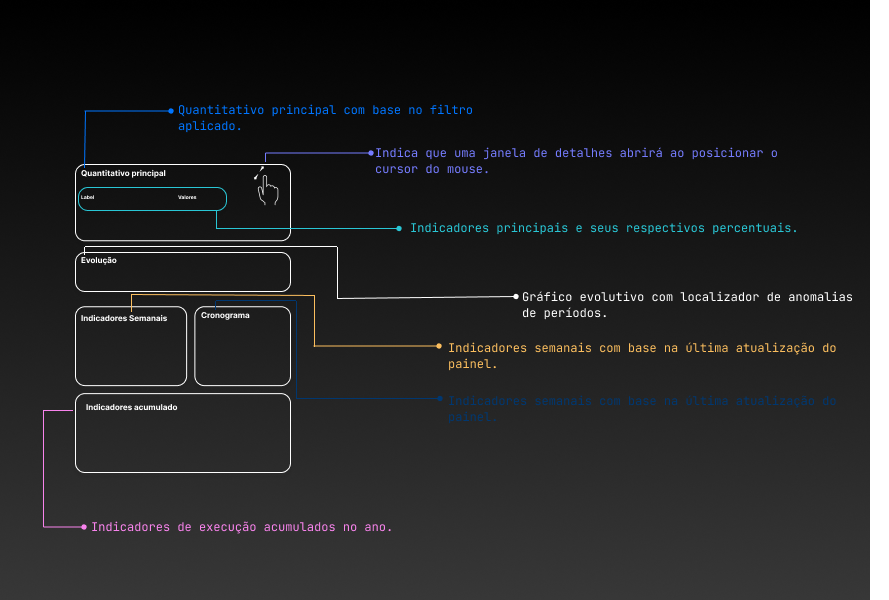 Quantitativo principal com base no filtro
aplicado.
Indica que uma janela de detalhes abrirá ao posicionar o
cursor do mouse.
Quantitativo principal
Label
Valores
Indicadores principais e seus respectivos percentuais.
Evolução
Gráfico evolutivo com localizador de anomalias
de períodos.
Indicadores Semanais
Cronograma
Indicadores semanais com base na última atualização do
painel.
Indicadores semanais com base na última atualização do
painel.
Indicadores acumulado
Indicadores de execução acumulados no ano.